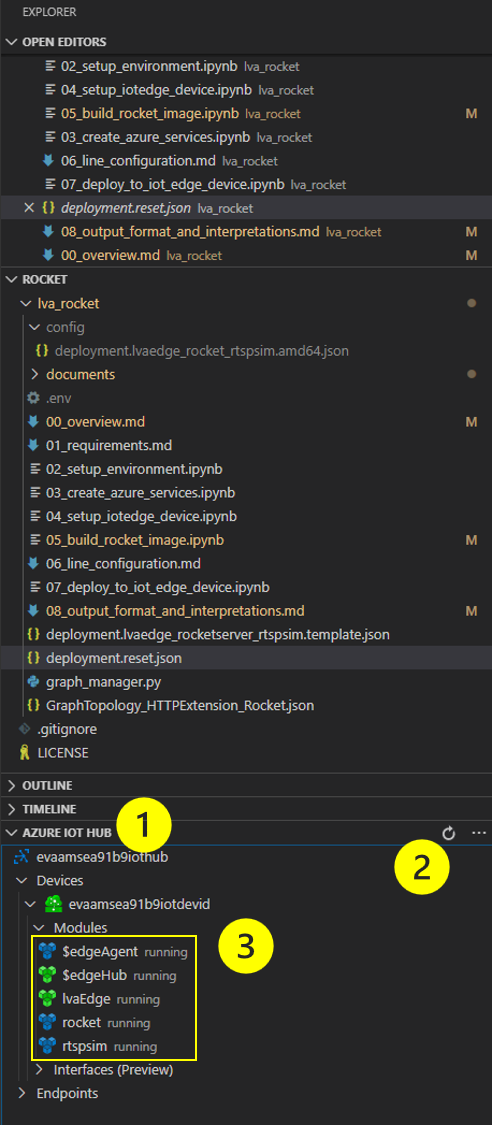 EXPLORER
OPEN EDITORS
02_setup_environment.ipynb lva_rocket
04_setup_iotedge_device.ipynb lva_rocket
05_build_rocket_image.ipynb lva_rocket M
03_create_azure_services.ipynb lva_rocket
06_line_configuration.md lva_rocket
07_deploy_to_iot_edge_device.ipynb lva_rocket
{} deployment.reset.json lva_rocket
08_output_format_and_interpretations.md lva_rocket M
00_overview.md lva_rocket M
ROCKET
lva_rocket
config
{} deployment.lvaedge_rocket_rtspsim.amd64.json
documents
.env
00_overview.md M
01_requirements.md
02_setup_environment.ipynb
03_create_azure_services.ipynb
04_setup_iotedge_device.ipynb
05_build_rocket_image.ipynb M
06_line_configuration.md
07_deploy_to_iot_edge_device.ipynb
08_output_format_and_interpretations.md M
{} deployment.lvaedge_rocketserver_rtspsim.template.json
{} deployment.reset.json
graph_manager.py
{} GraphTopology_HTTPExtension_Rocket.json
.gitignore
LICENSE
OUTLINE
TIMELINE
AZURE IOT HUB 1
evaamsea91b9iothub 2
Devices
evaamsea91b9iotdevid
Modules
$edgeAgent running 3
$edgeHub running
lvaEdge running
rocket running
rtspsim running
Interfaces (Preview)
Endpoints